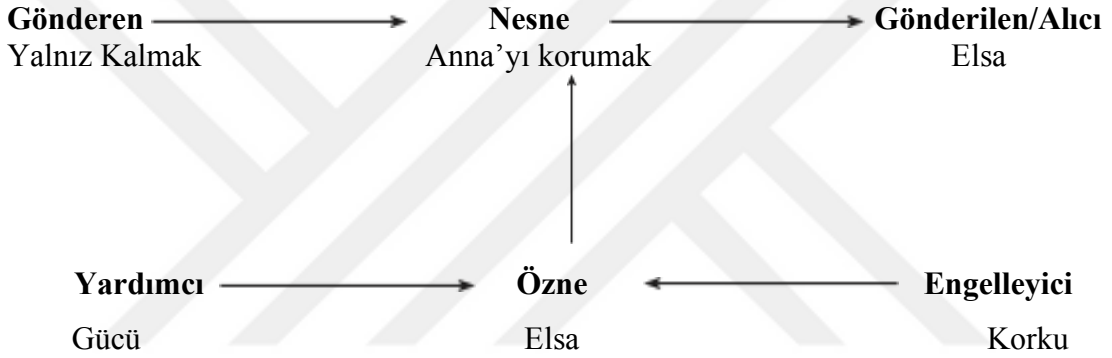 Gönderen Nesne Gönderilen/Alıcı
Yalnız Kalmak Anna’yı korumak Elsa
Yardımcı Özne Engelleyici
Gücü Elsa Korku